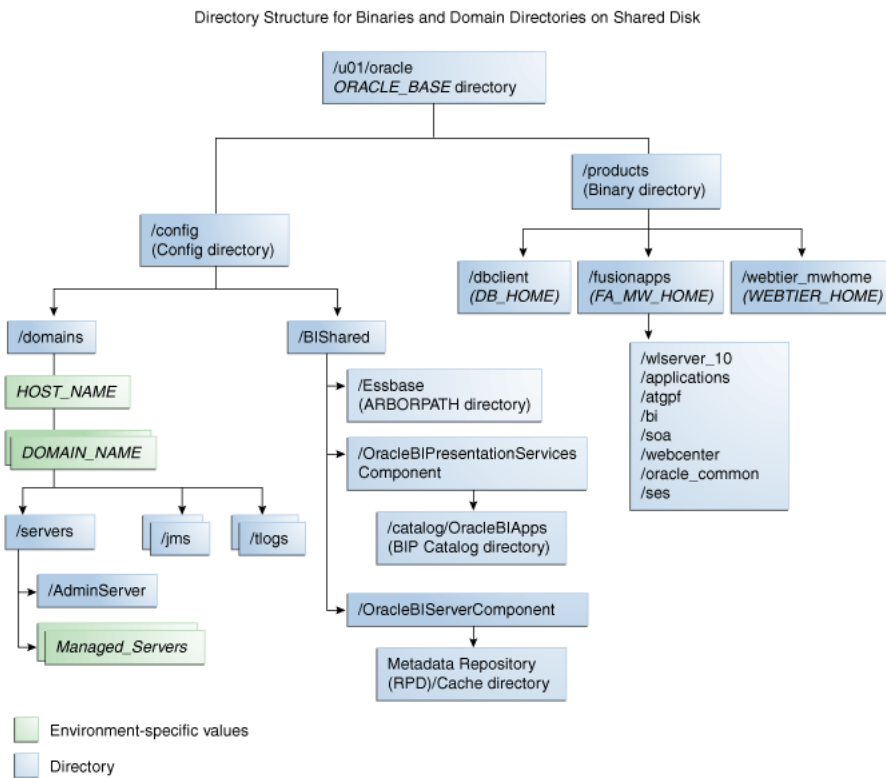 Directory Structure for Binaries and Domain Directories on Shared Disk
/u01/oracle
ORACLE_BASE directory
/products
(Binary directory)
/config
(Config directory)
/dbclient
(DB_HOME)
/fusionapps
(FA_MW_HOME)
/webtier_mwhome
(WEBTIER_HOME)
/domains
/BIShared
/wlserver_10
/applications
/atgpf
/bi
/soa
/webcenter
/oracle_common
/ses
HOST_NAME
/Essbase
(ARBORPATH directory)
DOMAIN_NAME
/OracleBIPresentationServices
Component
/servers
/jms
/tlogs
/catalog/OracleBIApps
(BIP Catalog directory)
/AdminServer
/OracleBIServerComponent
Managed_Servers
Metadata Repository
(RPD)/Cache directory
Environment-specific values
Directory